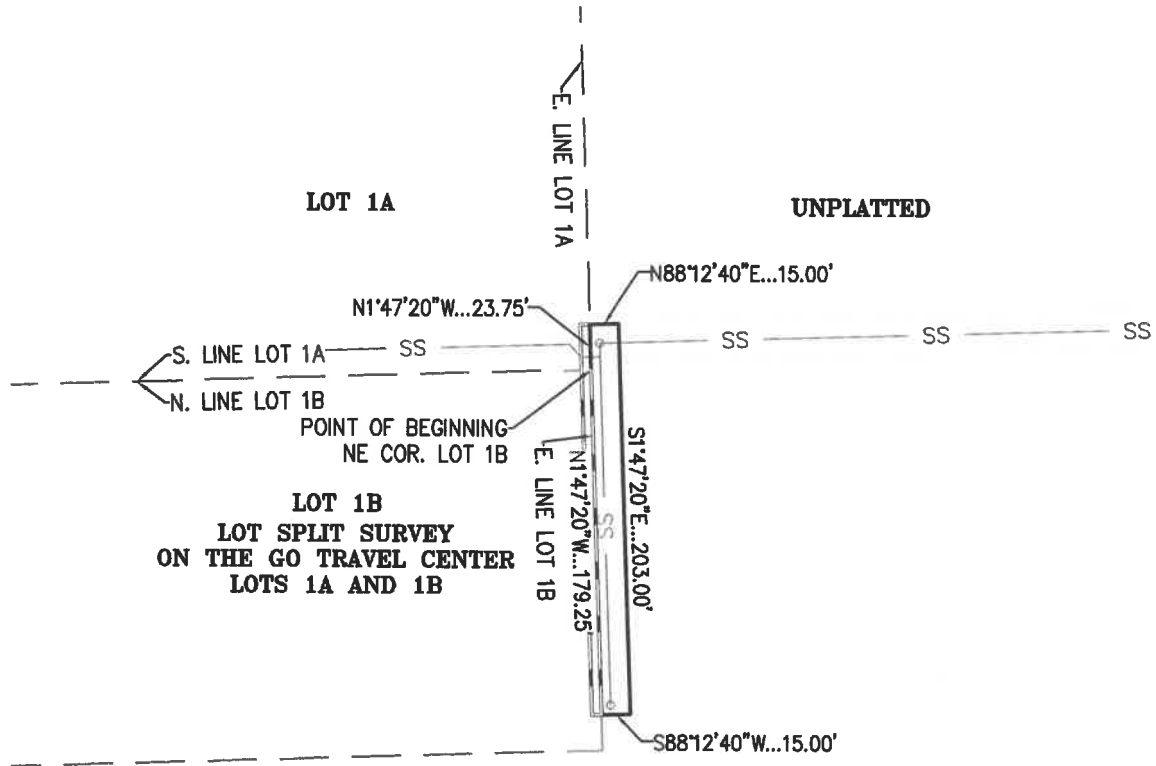 E. LINE LOT 1A
LOT 1A
UNPLATTED
N88°12'40"E...15.00'
N1°47'20"W...23.75'
SS
SS
SS
SS
S. LINE LOT 1A
N. LINE LOT 1B
POINT OF BEGINNING
NE COR. LOT 1B
E. LINE LOT 1B
N1°47'20"W...179.25'
SS
S1°47'20"E...203.00'
LOT 1B
LOT SPLIT SURVEY
ON THE GO TRAVEL CENTER
LOTS 1A AND 1B
S88°12'40"W...15.00'